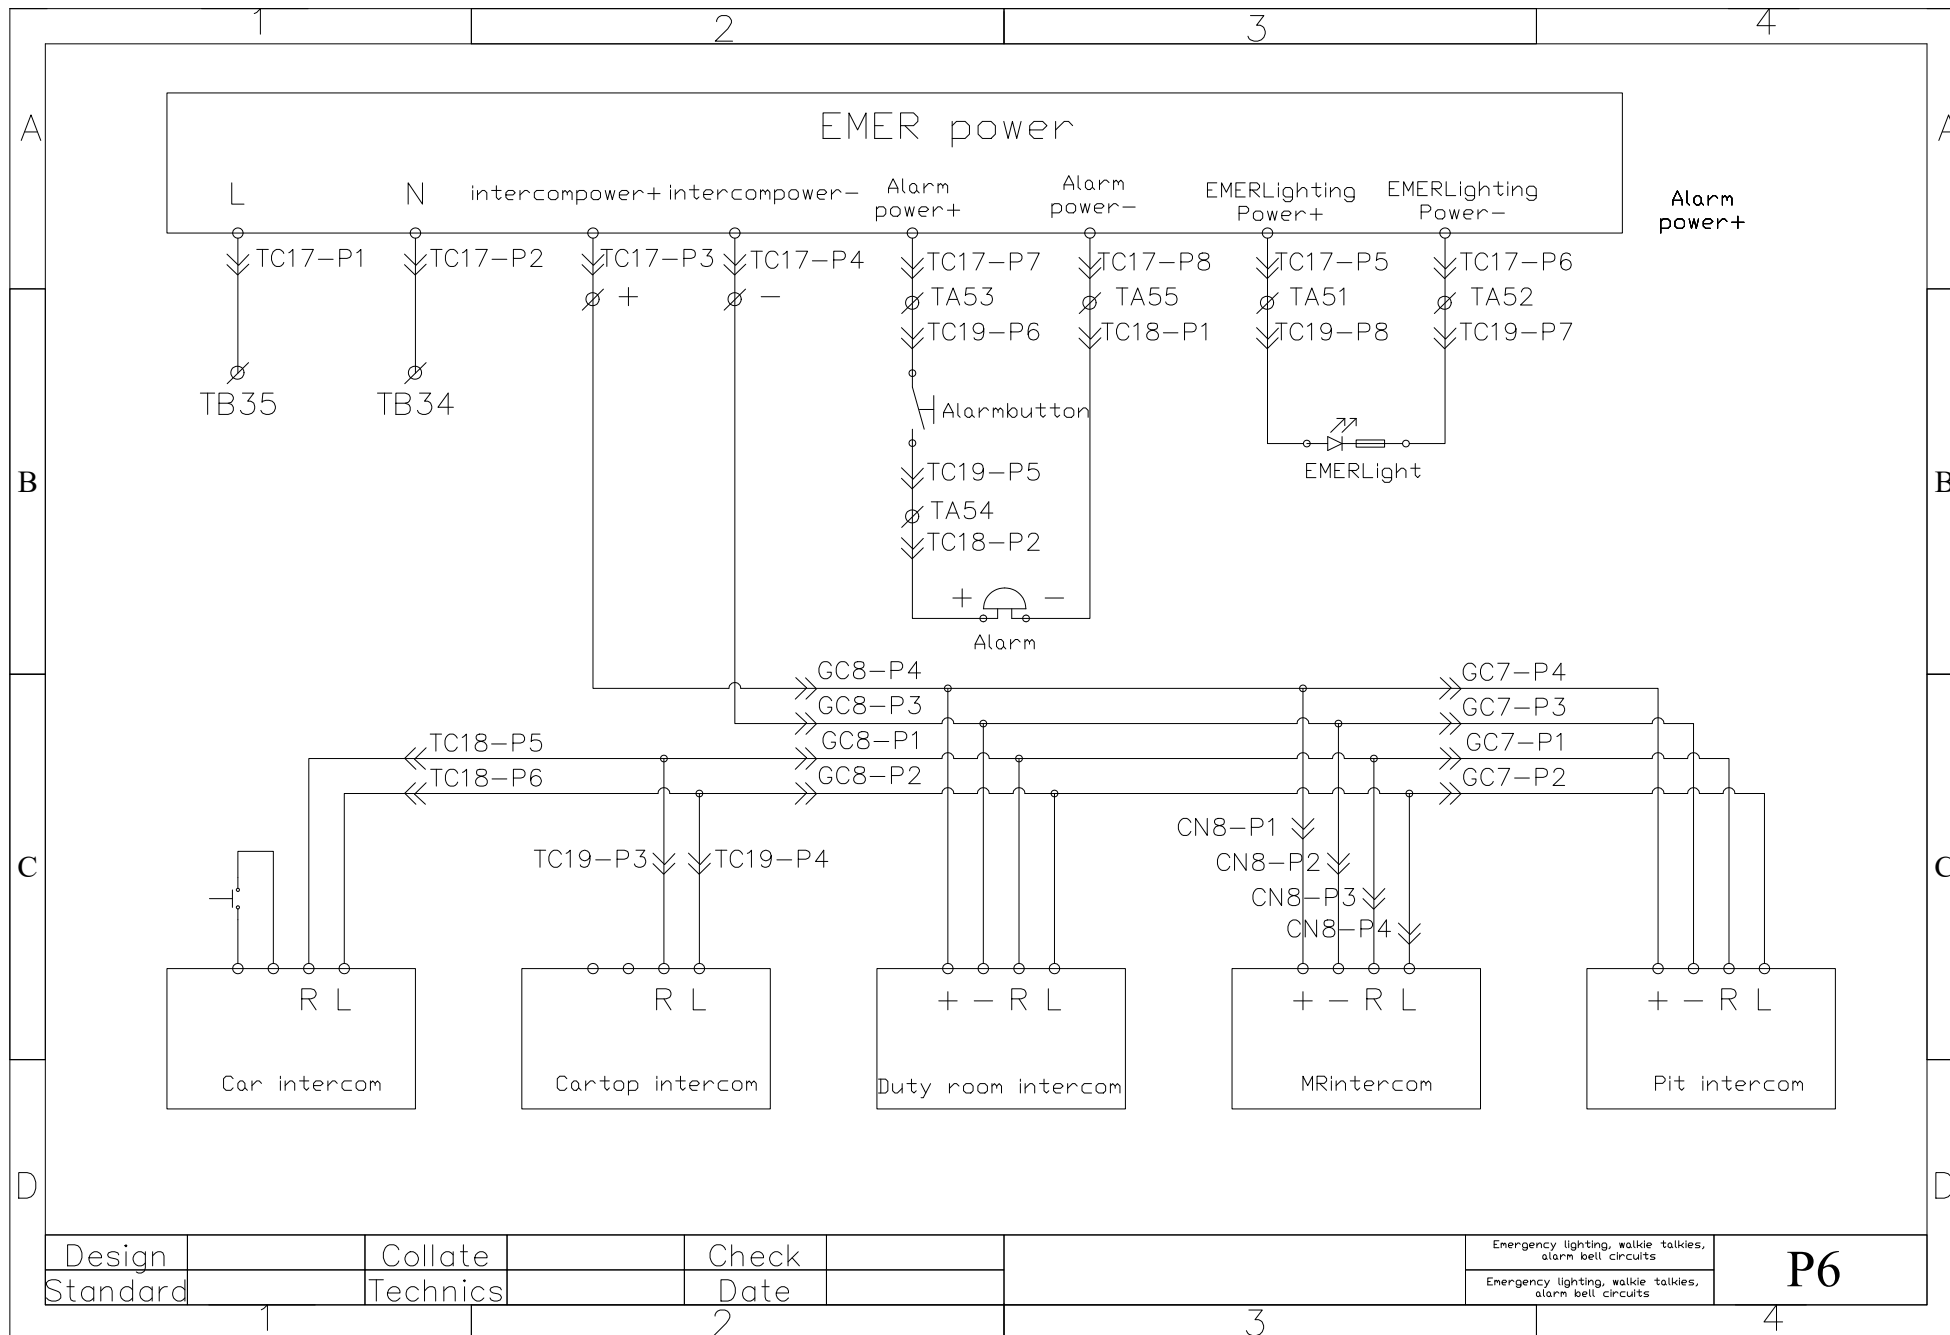 1 2 3 4
A A
EMER power
L N intercompower+ intercompower- Alarm power+ Alarm power- EMERLighting Power+ EMERLighting Power-
Alarm
power+
TC17-P1 TC17-P2 TC17-P3 TC17-P4 TC17-P7 TC17-P8 TC17-P5 TC17-P6
+ - TA53 TA55 TA51 TA52
TC19-P6 TC18-P1 TC19-P8 TC19-P7
TB35 TB34
Alarmbutton
B B
TC19-P5
EMERLight
TA54
TC18-P2
+ -
Alarm
GC8-P4 GC7-P4
GC8-P3 GC7-P3
TC18-P5 GC8-P1 GC7-P1
TC18-P6 GC8-P2 GC7-P2
CN8-P1
C C
TC19-P3 TC19-P4 CN8-P2
CN8-P3
CN8-P4
R L R L + - R L + - R L + - R L
Car intercom Cartop intercom Duty room intercom MRintercom Pit intercom
D D
Design Collate Check
Standard Technics Date
Emergency lighting, walkie talkies,
alarm bell circuits
Emergency lighting, walkie talkies,
alarm bell circuits
P6
1 2 3 4